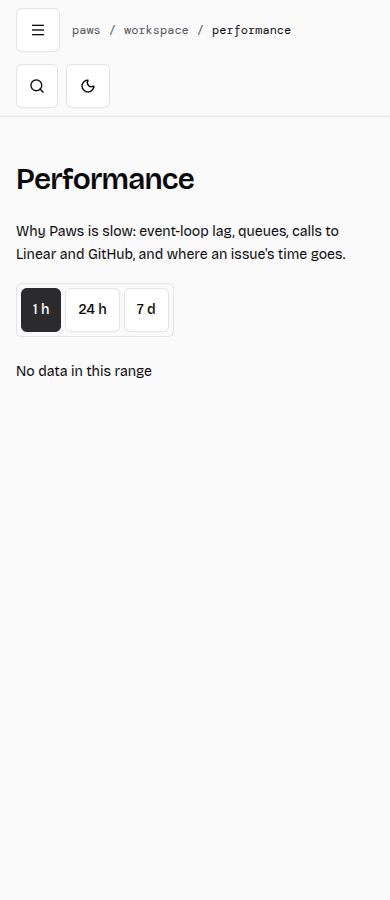 paws / workspace / performance
Performance
Why Paws is slow: event-loop lag, queues, calls to
Linear and GitHub, and where an issue's time goes.
1 h
24 h
7 d
No data in this range